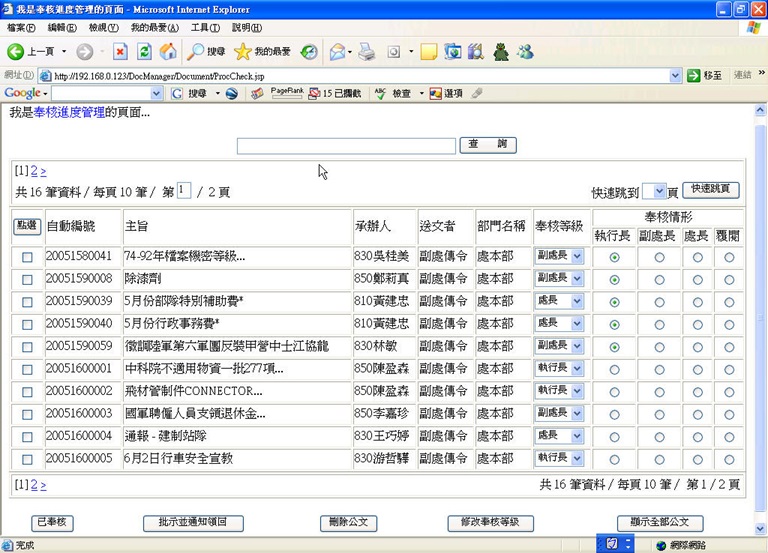 我是奉核進度管理的頁面 - Microsoft Internet Explorer
檔案(F) 編輯(E) 檢視(V) 我的最愛(A) 工具(T) 說明(H)
上一頁 搜尋 我的最愛
網址(D) http://192.168.0.123/DocManager/Document/ProcCheck.jsp 移至 連結 »
Google 搜尋 PageRank 15 已攔截 ABC 檢查 選項
我是奉核進度管理的頁面...
查 詢
[1] 2 >
共 16 筆資料 / 每頁 10 筆 / 第 1 / 2 頁 快速跳到 頁 快速跳頁
點選 自動編號 主旨 承辦人 送文者 部門名稱 奉核等級 奉核情形
執行長 副處長 處長 覆閱
20051580041 74-92年檔案機密等級... 830吳桂美 副處傳令 處本部 副處長
20051590008 除漆劑 850鄭莉真 副處傳令 處本部 副處長
20051590039 5月份部隊特別補助費* 810黃建忠 副處傳令 處本部 處長
20051590040 5月份行政事務費* 810黃建忠 副處傳令 處本部 處長
20051590059 徵調陸軍第六軍團反裝甲營中士江協龍 830林敏 副處傳令 處本部 副處長
20051600001 中科院不適用物資一批277項... 850陳盈森 副處傳令 處本部 執行長
20051600002 飛材管制件CONNECTOR... 850陳盈森 副處傳令 處本部 執行長
20051600003 國軍聘僱人員支領退休金... 850李嘉珍 副處傳令 處本部 副處長
20051600004 通報 - 建制站隊 830王巧婷 副處傳令 處本部 處長
20051600005 6月2日行車安全宣教 830游哲驊 副處傳令 處本部 執行長
[1] 2 > 共 16 筆資料 / 每頁 10 筆 / 第 1 / 2 頁
已奉核 批示並通知領回 刪除公文 修改奉核等級 顯示全部公文
完成 網際網路